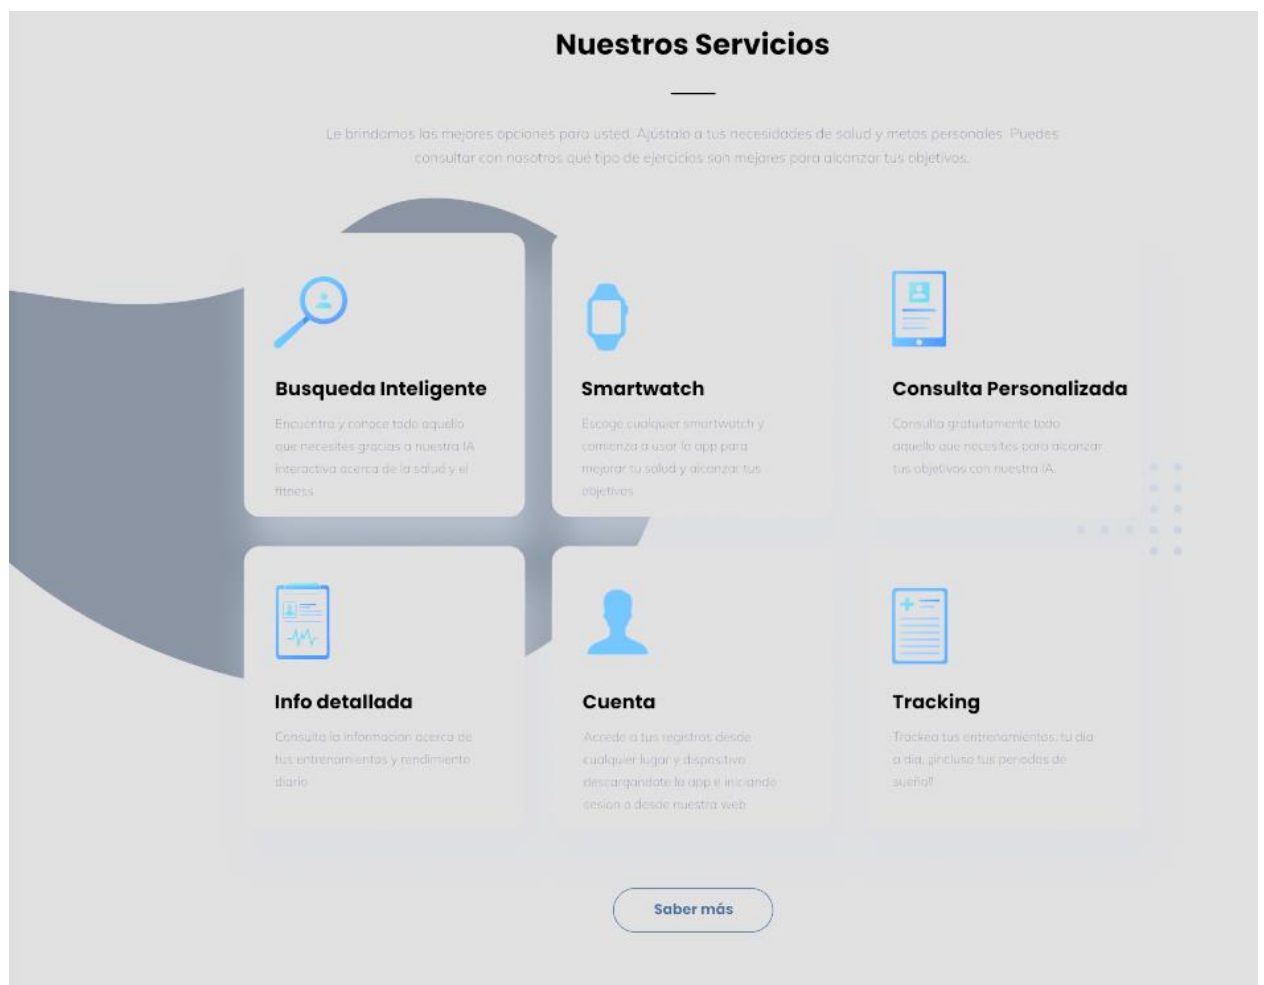 Nuestros Servicios
Le brindamos las mejores opciones para usted. Ajústalo a tus necesidades de salud y metas personales. Puedes
consultar con nosotros qué tipo de ejercicios son mejores para alcanzar tus objetivos.
Busqueda Inteligente
Encuentra y conoce todo aquello
que necesites gracias a nuestra IA
interactiva acerca de la salud y el
fitness
Smartwatch
Escoge cualquier smartwatch y
comienza a usar la app para
mejorar tu salud y alcanzar tus
objetivos
Consulta Personalizada
Consulta gratuitamente todo
aquello que necesites para alcanzar
tus objetivos con nuestra IA.
Info detallada
Consulta la informacion acerca de
tus entrenamientos y rendimiento
diario
Cuenta
Accede a tus registros desde
cualquier lugar y dispositivo
descargandote la app e iniciando
sesion o desde nuestra web
Tracking
Trackea tus entrenamientos, tu dia
a dia, ¡incluso tus periodos de
sueño!!
Saber más